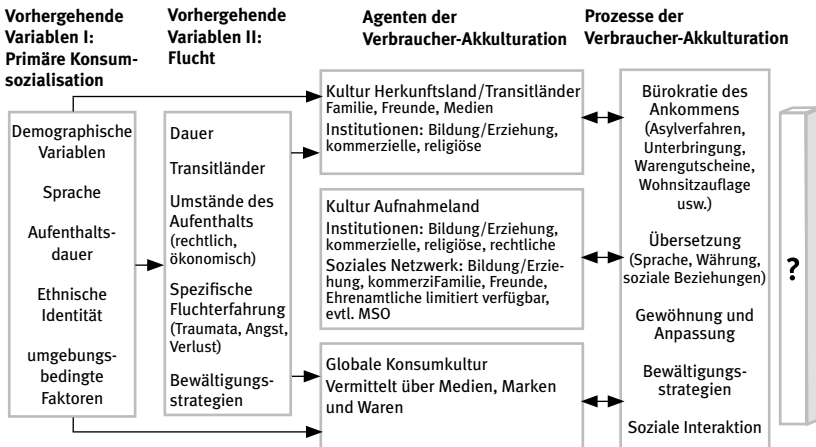 Vorhergehende
Variablen I:
Primäre Konsum-
sozialisation
Demographische
Variablen
Sprache
Aufenthalts-
dauer
Ethnische
Identität
umgebungs-
bedingte
Faktoren
Vorhergehende
Variablen II:
Flucht
Dauer
Transitländer
Umstände des
Aufenthalts
(rechtlich,
ökonomisch)
Spezifische
Fluchterfahrung
(Traumata, Angst,
Verlust)
Bewältigungs-
strategien
Agenten der
Verbraucher-Akkulturation
Kultur Herkunftsland/Transitländer
Familie, Freunde, Medien
Institutionen: Bildung/Erziehung,
kommerzielle, religiöse
Kultur Aufnahmeland
Institutionen: Bildung/Erziehung,
kommerzielle, religiöse, rechtliche
Soziales Netzwerk: Bildung/Erzie-
hung, kommerziFamilie, Freunde,
Ehrenamtliche limitiert verfügbar,
evtl. MSO
Globale Konsumkultur
Vermittelt über Medien, Marken
und Waren
Prozesse der
Verbraucher-Akkulturation
Bürokratie des
Ankommens
(Asylverfahren,
Unterbringung,
Warengutscheine,
Wohnsitzauflage
usw.)
Übersetzung
(Sprache, Währung,
soziale Beziehungen)
Gewöhnung und
Anpassung
Bewältigungs-
strategien
Soziale Interaktion
?